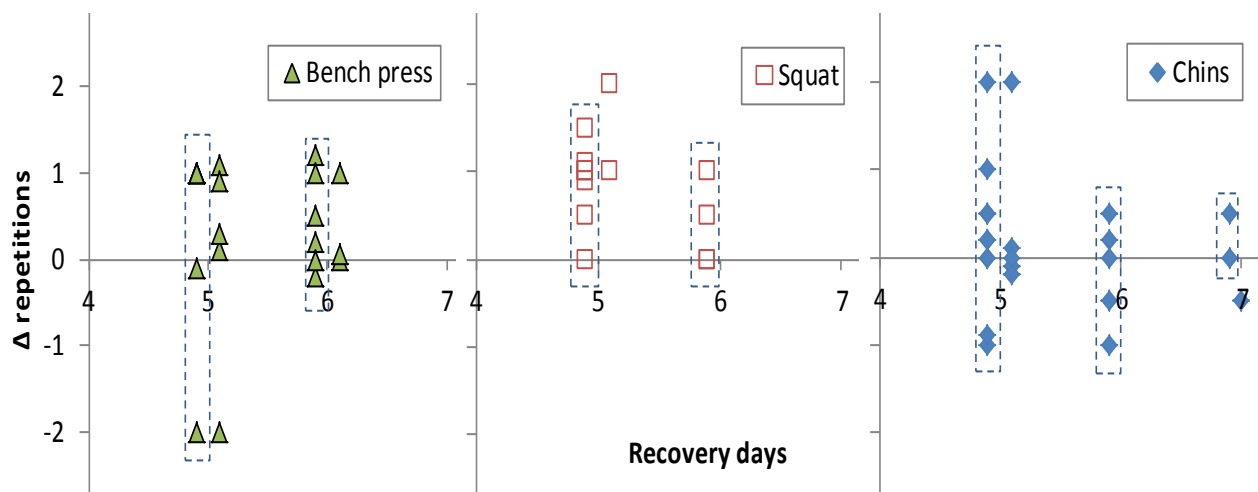 Bench press
Squat
Chins
Δ repetitions
2
1
0
-1
-2
4 5 6 7
4 5 6 7
4 5 6 7
Recovery days